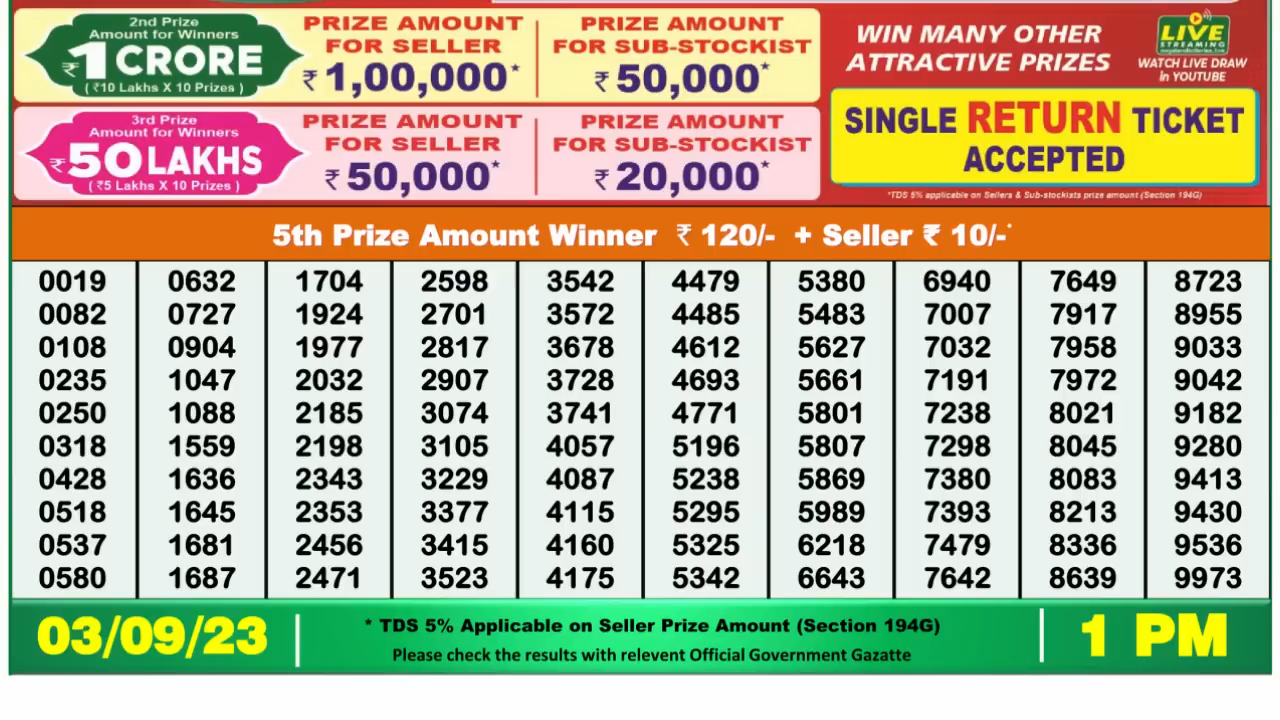 2nd Prize
Amount for Winners
₹1 CRORE
( ₹10 Lakhs X 10 Prizes )
PRIZE AMOUNT
FOR SELLER
₹ 1,00,000*
PRIZE AMOUNT
FOR SUB-STOCKIST
₹ 50,000*
WIN MANY OTHER
ATTRACTIVE PRIZES
LIVE
STREAMING
WATCH LIVE DRAW
in YOUTUBE
3rd Prize
Amount for Winners
₹50 LAKHS
( ₹5 Lakhs X 10 Prizes )
PRIZE AMOUNT
FOR SELLER
₹ 50,000*
PRIZE AMOUNT
FOR SUB-STOCKIST
₹ 20,000*
SINGLE RETURN TICKET
ACCEPTED
*TDS 5% applicable on Sellers & Sub-stockists prize amount (Section 194G)
5th Prize Amount Winner ₹ 120/- + Seller ₹ 10/-*
0019 0632 1704 2598 3542 4479 5380 6940 7649 8723
0082 0727 1924 2701 3572 4485 5483 7007 7917 8955
0108 0904 1977 2817 3678 4612 5627 7032 7958 9033
0235 1047 2032 2907 3728 4693 5661 7191 7972 9042
0250 1088 2185 3074 3741 4771 5801 7238 8021 9182
0318 1559 2198 3105 4057 5196 5807 7298 8045 9280
0428 1636 2343 3229 4087 5238 5869 7380 8083 9413
0518 1645 2353 3377 4115 5295 5989 7393 8213 9430
0537 1681 2456 3415 4160 5325 6218 7479 8336 9536
0580 1687 2471 3523 4175 5342 6643 7642 8639 9973
03/09/23
* TDS 5% Applicable on Seller Prize Amount (Section 194G)
Please check the results with relevent Official Government Gazatte
1 PM